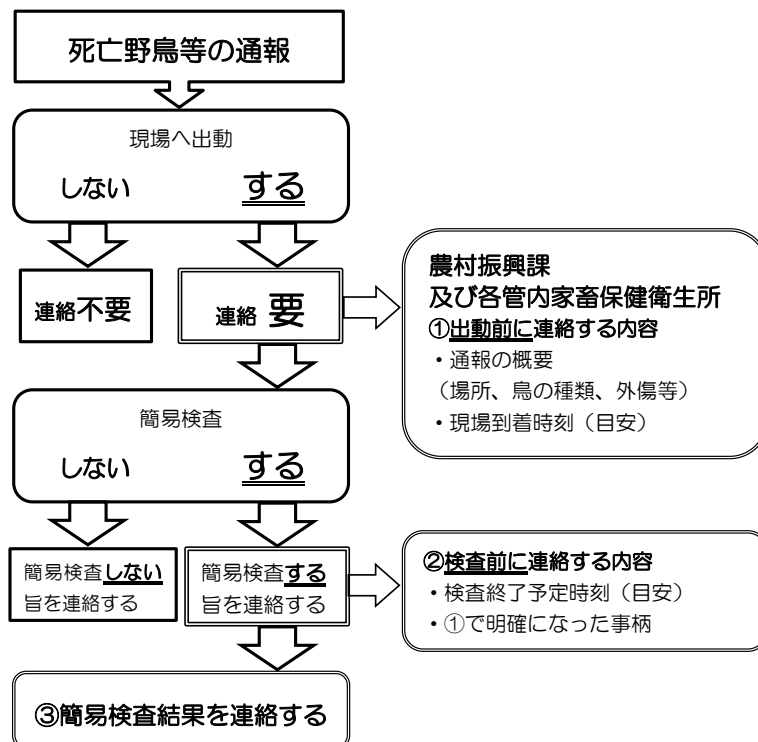 死亡野鳥等の通報
現場へ出動
しない する
連絡不要
連絡 要
農村振興課
及び各管内家畜保健衛生所
①出動前に連絡する内容
・通報の概要
（場所、鳥の種類、外傷等）
・現場到着時刻（目安）
簡易検査
しない する
簡易検査しない
旨を連絡する
簡易検査する
旨を連絡する
②検査前に連絡する内容
・検査終了予定時刻（目安）
・①で明確になった事柄
③簡易検査結果を連絡する